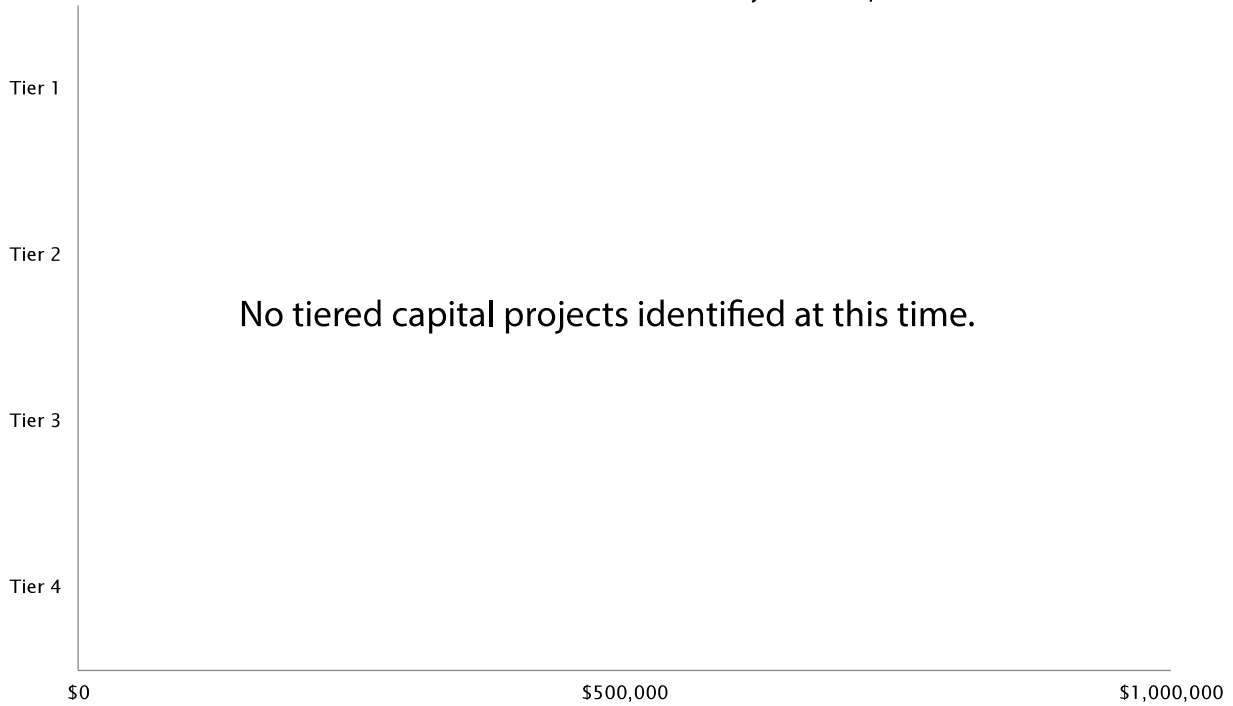 Tier 1
Tier 2
No tiered capital projects identified at this time.
Tier 3
Tier 4
$0 $500,000 $1,000,000